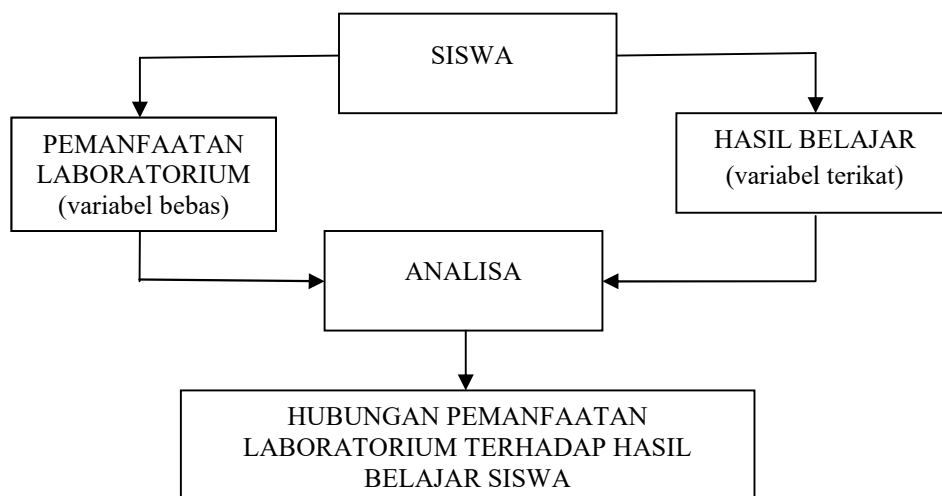 SISWA
PEMANFAATAN
LABORATORIUM
(variabel bebas)
HASIL BELAJAR
(variabel terikat)
ANALISA
HUBUNGAN PEMANFAATAN
LABORATORIUM TERHADAP HASIL
BELAJAR SISWA